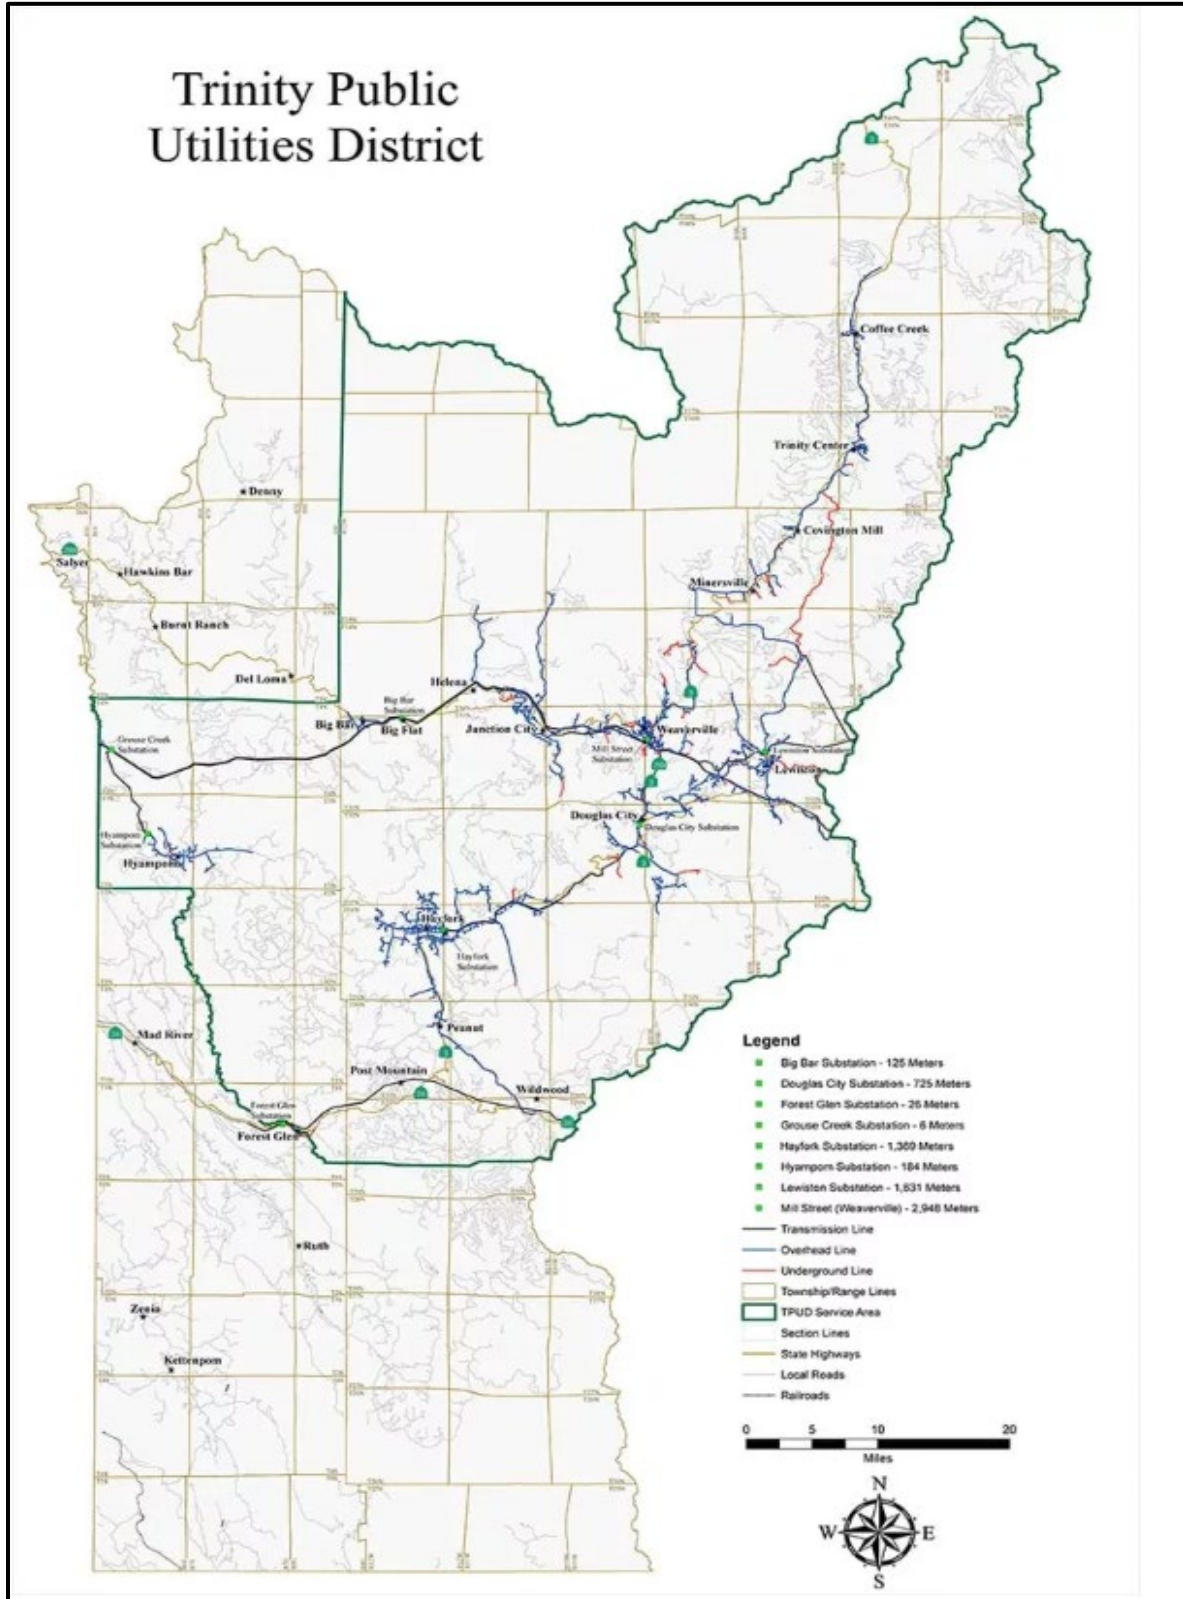 Trinity Public
Utilities District
Coffee Creek
Trinity Center
Denny
Covington Mill
Salyer
Hawkins Bar
Minersville
Burnt Ranch
Del Loma
Helena
Big Bar
Substation
Big Bar
Big Flat
Junction City
Weaverville
Grouse Creek
Substation
Mill Street
Substation
Lewiston Substation
Lewiston
Douglas City
Douglas City Substation
Hyampom
Substation
Hyampom
Hayfork
Hayfork
Substation
Peanut
Mad River
Post Mountain
Wildwood
Forest Glen
Substation
Forest Glen
Ruth
Zenia
Kettenpom
Legend
Big Bar Substation - 125 Meters
Douglas City Substation - 725 Meters
Forest Glen Substation - 26 Meters
Grouse Creek Substation - 6 Meters
Hayfork Substation - 1,369 Meters
Hyampom Substation - 184 Meters
Lewiston Substation - 1,631 Meters
Mill Street (Weaverville) - 2,948 Meters
Transmission Line
Overhead Line
Underground Line
Township/Range Lines
TPUD Service Area
Section Lines
State Highways
Local Roads
Railroads
0 5 10 20
Miles
N
W E
S